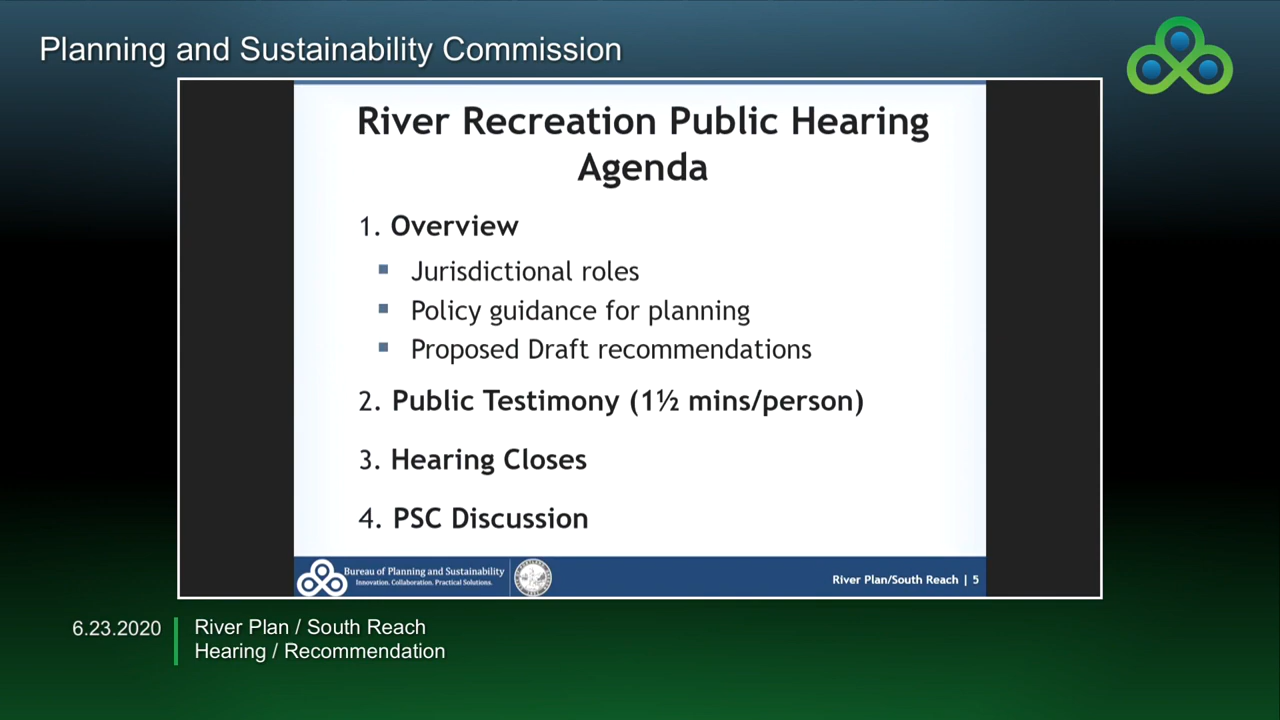 Planning and Sustainability Commission
River Recreation Public Hearing
Agenda
1. Overview
▪ Jurisdictional roles
▪ Policy guidance for planning
▪ Proposed Draft recommendations
2. Public Testimony (1½ mins/person)
3. Hearing Closes
4. PSC Discussion
Bureau of Planning and Sustainability
Innovation. Collaboration. Practical Solutions.
River Plan/South Reach | 5
6.23.2020
River Plan / South Reach
Hearing / Recommendation